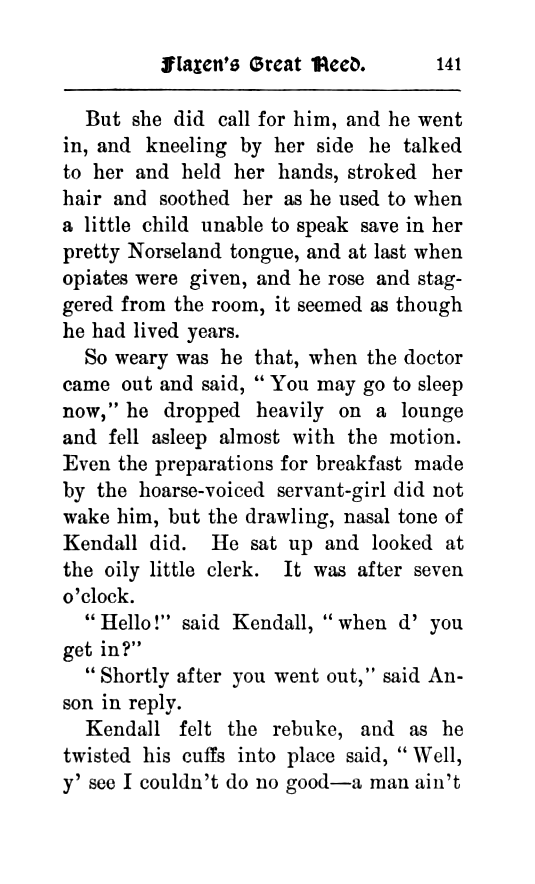 Flaxen's Great Need. 141
But she did call for him, and he went
in, and kneeling by her side he talked
to her and held her hands, stroked her
hair and soothed her as he used to when
a little child unable to speak save in her
pretty Norseland tongue, and at last when
opiates were given, and he rose and stag-
gered from the room, it seemed as though
he had lived years.
So weary was he that, when the doctor
came out and said, "You may go to sleep
now," he dropped heavily on a lounge
and fell asleep almost with the motion.
Even the preparations for breakfast made
by the hoarse-voiced servant-girl did not
wake him, but the drawling, nasal tone of
Kendall did. He sat up and looked at
the oily little clerk. It was after seven
o'clock.
"Hello!" said Kendall, "when d' you
get in?"
"Shortly after you went out," said An-
son in reply.
Kendall felt the rebuke, and as he
twisted his cuffs into place said, "Well,
y' see I couldn't do no good—a man ain't